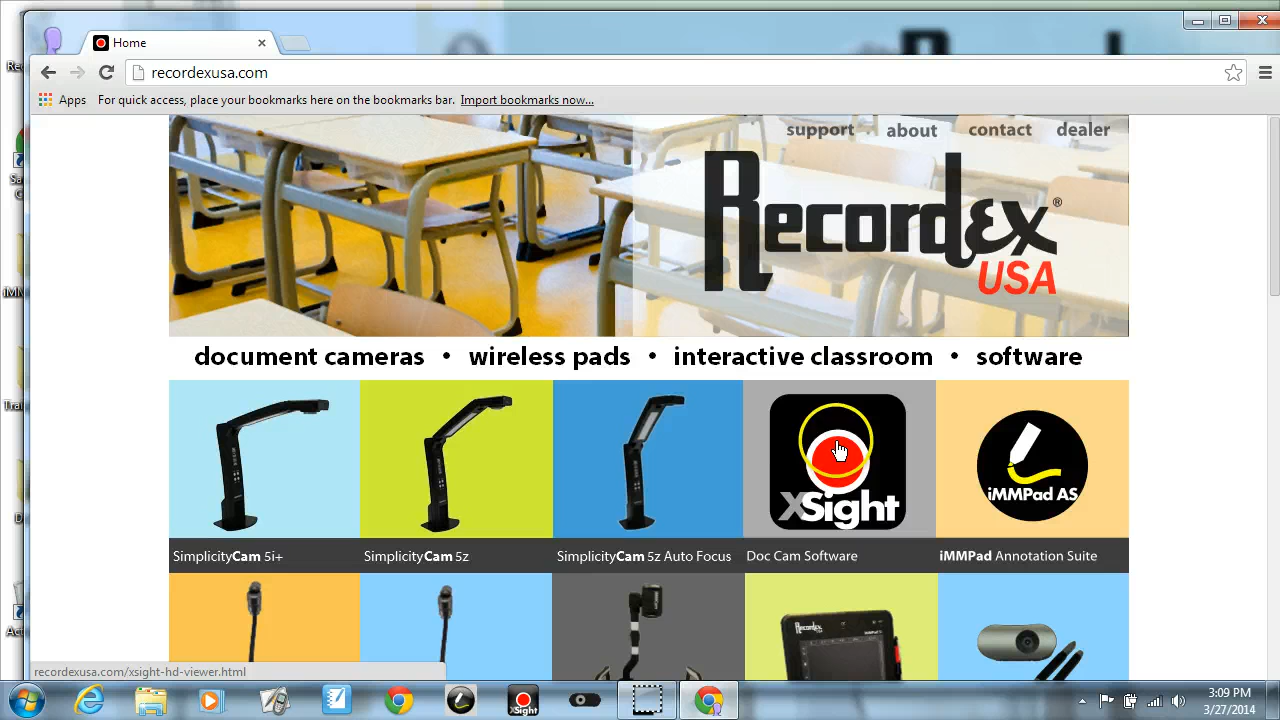 Home
recordexusa.com
Apps For quick access, place your bookmarks here on the bookmarks bar. Import bookmarks now...
support about contact dealer
Recordex®
USA
document cameras • wireless pads • interactive classroom • software
XSight
iMMPad AS
SimplicityCam 5i+ SimplicityCam 5z SimplicityCam 5z Auto Focus Doc Cam Software iMMPad Annotation Suite
Recordex
recordexusa.com/xsight-hd-viewer.html
XSight
3:09 PM
3/27/2014